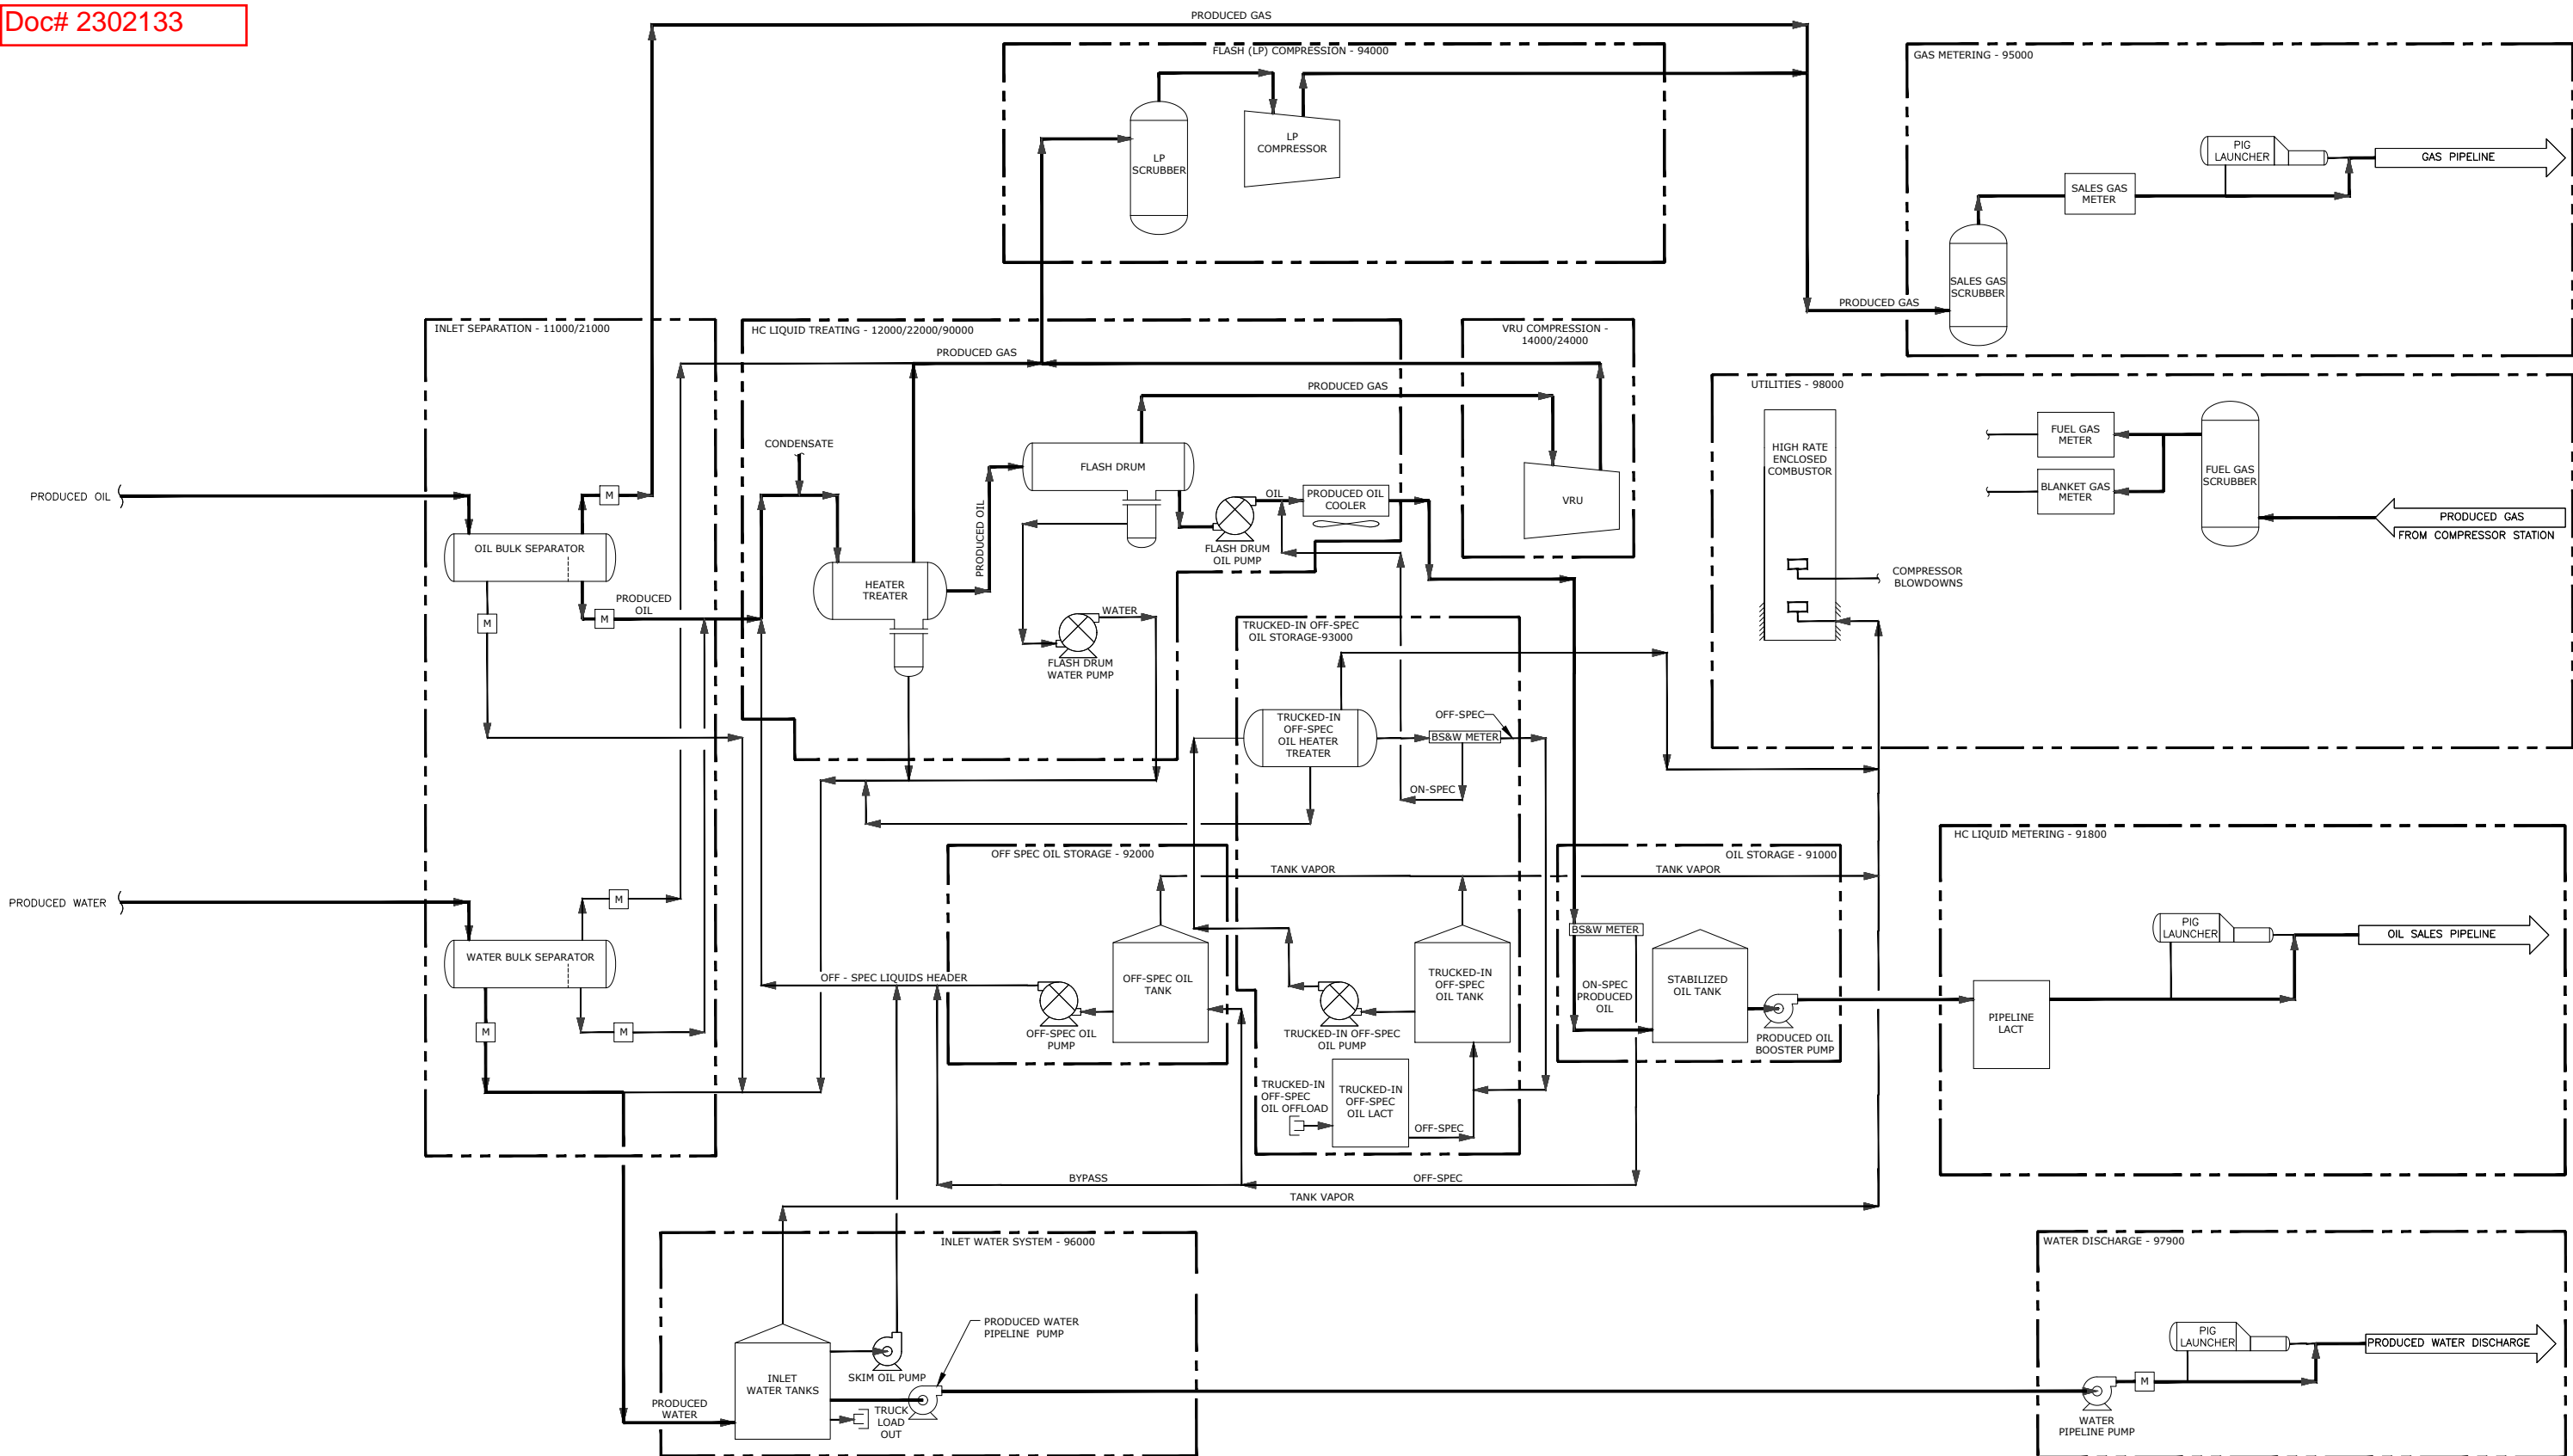 Doc# 2302133
PRODUCED GAS
FLASH (LP) COMPRESSION - 94000
LP
SCRUBBER
LP
COMPRESSOR
GAS METERING - 95000
PIG
LAUNCHER
GAS PIPELINE
SALES GAS
METER
SALES GAS
SCRUBBER
PRODUCED GAS
INLET SEPARATION - 11000/21000
PRODUCED OIL
OIL BULK SEPARATOR
M
M
M
PRODUCED
OIL
PRODUCED WATER
WATER BULK SEPARATOR
M
M
M
HC LIQUID TREATING - 12000/22000/90000
PRODUCED GAS
PRODUCED GAS
CONDENSATE
HEATER
TREATER
PRODUCED OIL
FLASH DRUM
OIL
FLASH DRUM
OIL PUMP
PRODUCED OIL
COOLER
WATER
FLASH DRUM
WATER PUMP
VRU COMPRESSION -
14000/24000
VRU
UTILITIES - 98000
HIGH RATE
ENCLOSED
COMBUSTOR
FUEL GAS
METER
BLANKET GAS
METER
FUEL GAS
SCRUBBER
PRODUCED GAS
FROM COMPRESSOR STATION
COMPRESSOR
BLOWDOWNS
TRUCKED-IN OFF-SPEC
OIL STORAGE-93000
TRUCKED-IN
OFF-SPEC
OIL HEATER
TREATER
OFF-SPEC
BS&W METER
ON-SPEC
OFF SPEC OIL STORAGE - 92000
TANK VAPOR
OFF - SPEC LIQUIDS HEADER
OFF-SPEC OIL
TANK
OFF-SPEC OIL
PUMP
TRUCKED-IN
OFF-SPEC
OIL TANK
TRUCKED-IN OFF-SPEC
OIL PUMP
TRUCKED-IN
OFF-SPEC
OIL OFFLOAD
TRUCKED-IN
OFF-SPEC
OIL LACT
OFF-SPEC
OIL STORAGE - 91000
TANK VAPOR
BS&W METER
ON-SPEC
PRODUCED
OIL
STABILIZED
OIL TANK
PRODUCED OIL
BOOSTER PUMP
HC LIQUID METERING - 91800
PIG
LAUNCHER
OIL SALES PIPELINE
PIPELINE
LACT
BYPASS
OFF-SPEC
TANK VAPOR
INLET WATER SYSTEM - 96000
PRODUCED WATER
PIPELINE PUMP
INLET
WATER TANKS
SKIM OIL PUMP
PRODUCED
WATER
TRUCK
LOAD
OUT
WATER DISCHARGE - 97900
PIG
LAUNCHER
PRODUCED WATER DISCHARGE
M
WATER
PIPELINE PUMP